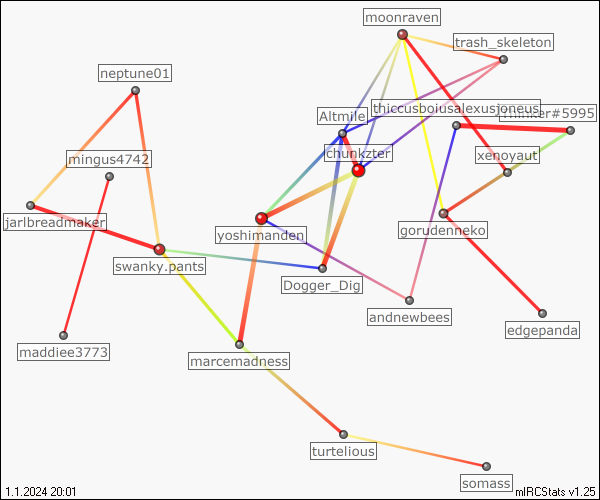 moonraven
trash_skeleton
neptune01
thiccusboiusalexusjoneus
#5995
Altmile
chunkzter
xenoyaut
mingus4742
jarlbreadmaker
yoshimanden
gorudenneko
swanky.pants
Dogger_Dig
andnewbees
edgepanda
maddiee3773
marcemadness
turtelious
somass
1.1.2024 20:01
mIRCStats v1.25